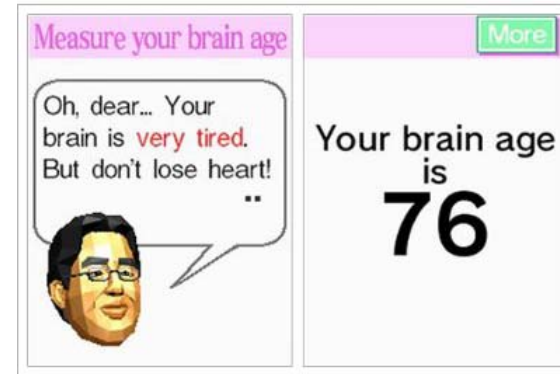 Measure your brain age
Oh, dear... Your
brain is very tired.
But don't lose heart!
More
Your brain age
is
76